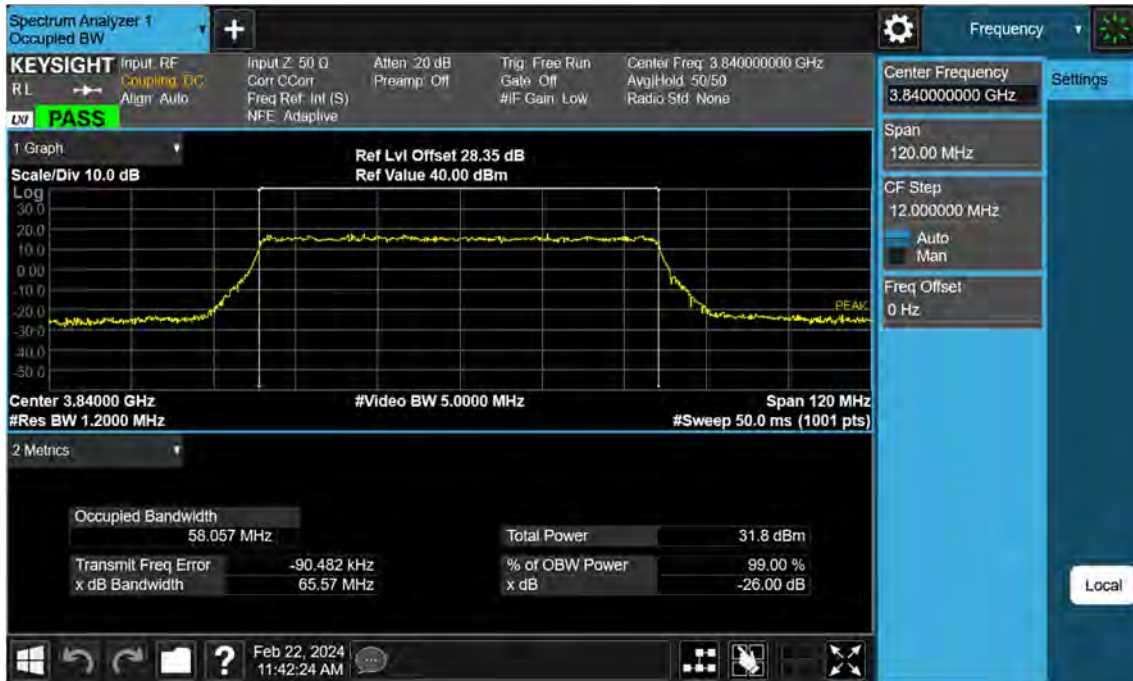 Spectrum Analyzer 1
Occupied BW
Frequency
KEYSIGHT
RL
LXI PASS
Input: RF
Coupling: DC
Align: Auto
Input Z: 50 Ω
Corr CCorr
Freq Ref: Int (S)
NFE: Adaptive
Atten: 20 dB
Preamp: Off
Trig: Free Run
Gate: Off
#IF Gain: Low
Center Freq: 3.840000000 GHz
Avg|Hold: 50/50
Radio Std: None
1 Graph
Scale/Div 10.0 dB
Ref Lvl Offset 28.35 dB
Ref Value 40.00 dBm
Log
30.0
20.0
10.0
0.00
-10.0
-20.0
-30.0
-40.0
-50.0
PEAK
Center 3.84000 GHz
#Res BW 1.2000 MHz
#Video BW 5.0000 MHz
Span 120 MHz
#Sweep 50.0 ms (1001 pts)
2 Metrics
Occupied Bandwidth
58.057 MHz
Transmit Freq Error -90.482 kHz
x dB Bandwidth 65.57 MHz
Total Power 31.8 dBm
% of OBW Power 99.00 %
x dB -26.00 dB
Center Frequency
3.840000000 GHz
Span
120.00 MHz
CF Step
12.000000 MHz
Auto
Man
Freq Offset
0 Hz
Settings
Local
?
Feb 22, 2024
11:42:24 AM